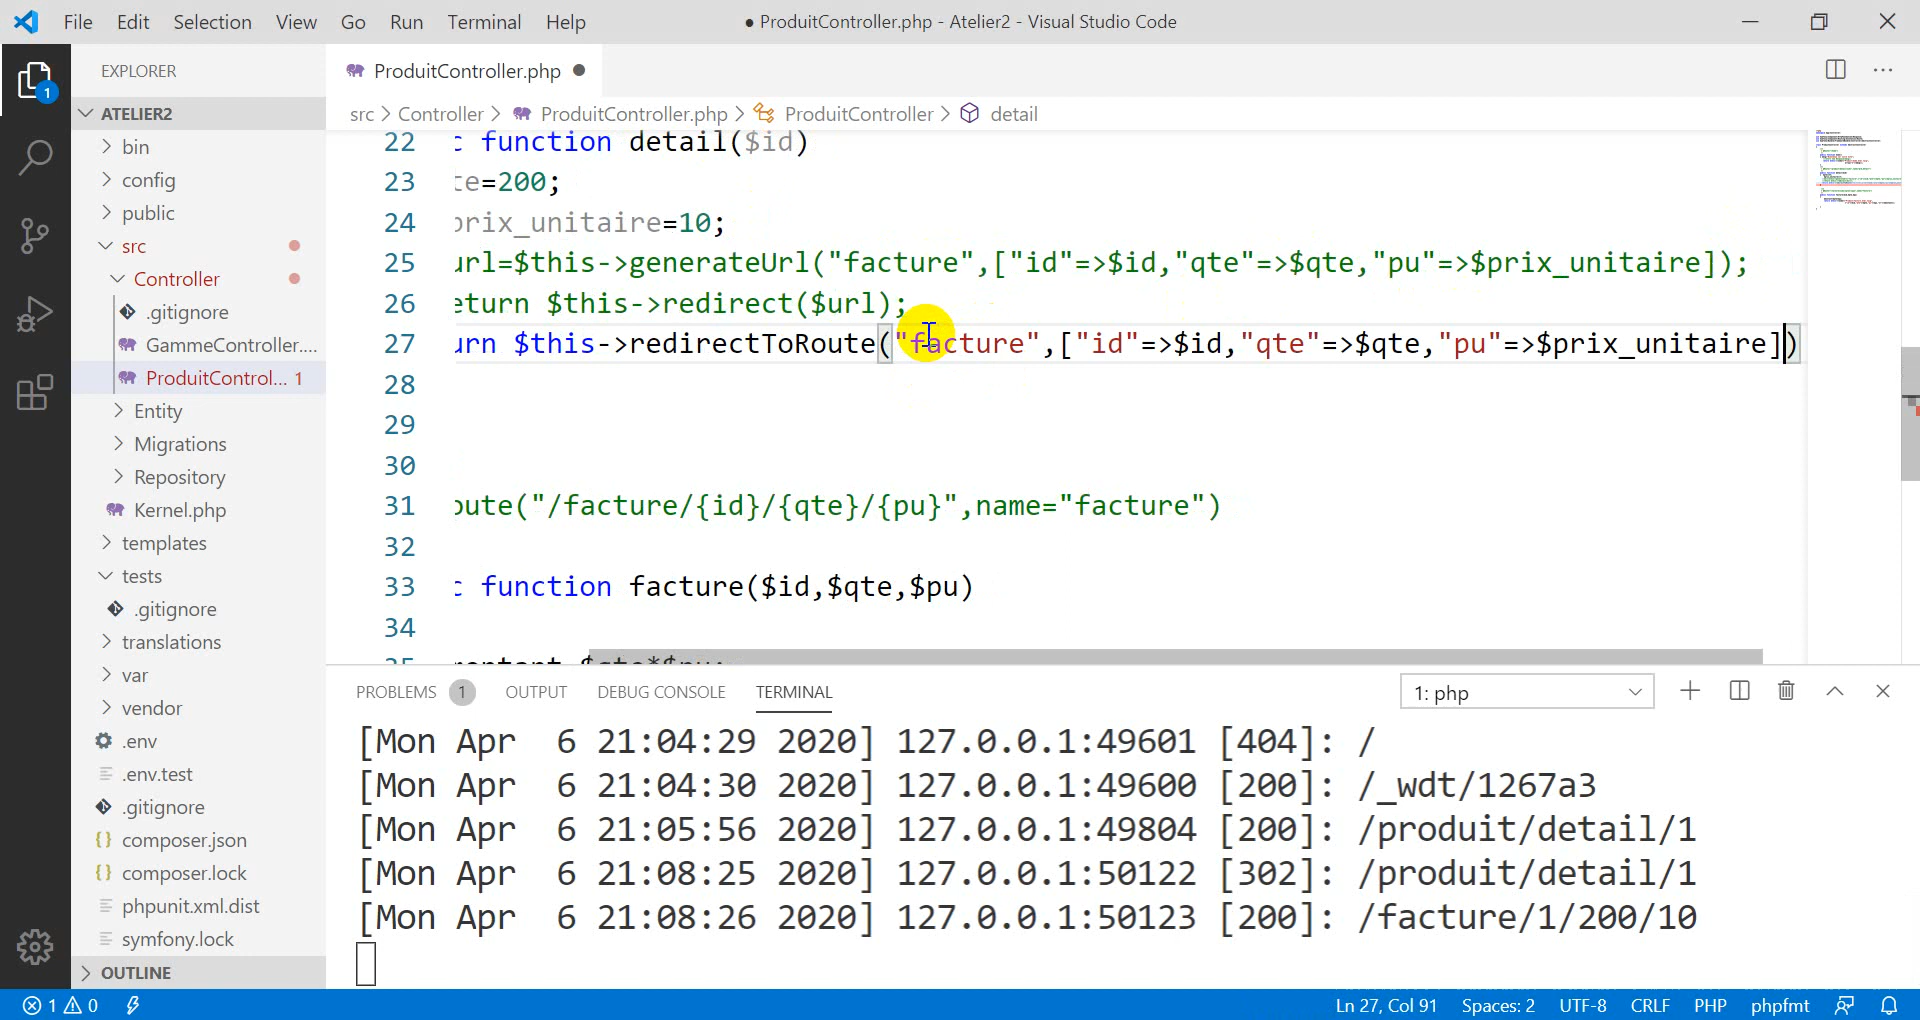 File Edit Selection View Go Run Terminal Help
● ProduitController.php - Atelier2 - Visual Studio Code
EXPLORER
ProduitController.php ●
ATELIER2
src > Controller > ProduitController.php > ProduitController > detail
bin
config
public
src
Controller
.gitignore
GammeController....
ProduitControl... 1
Entity
Migrations
Repository
Kernel.php
templates
tests
.gitignore
translations
var
vendor
.env
.env.test
.gitignore
composer.json
composer.lock
phpunit.xml.dist
symfony.lock
OUTLINE
1
22 c function detail($id)
23 te=200;
24 prix_unitaire=10;
25 url=$this->generateUrl("facture",["id"=>$id,"qte"=>$qte,"pu"=>$prix_unitaire]);
26 eturn $this->redirect($url);
27 urn $this->redirectToRoute("facture",["id"=>$id,"qte"=>$qte,"pu"=>$prix_unitaire])
28
29
30
31 oute("/facture/{id}/{qte}/{pu}",name="facture")
32
33 c function facture($id,$qte,$pu)
34
PROBLEMS 1 OUTPUT DEBUG CONSOLE TERMINAL
1: php
[Mon Apr  6 21:04:29 2020] 127.0.0.1:49601 [404]: /
[Mon Apr  6 21:04:30 2020] 127.0.0.1:49600 [200]: /_wdt/1267a3
[Mon Apr  6 21:05:56 2020] 127.0.0.1:49804 [200]: /produit/detail/1
[Mon Apr  6 21:08:25 2020] 127.0.0.1:50122 [302]: /produit/detail/1
[Mon Apr  6 21:08:26 2020] 127.0.0.1:50123 [200]: /facture/1/200/10
1 0
Ln 27, Col 91 Spaces: 2 UTF-8 CRLF PHP phpfmt